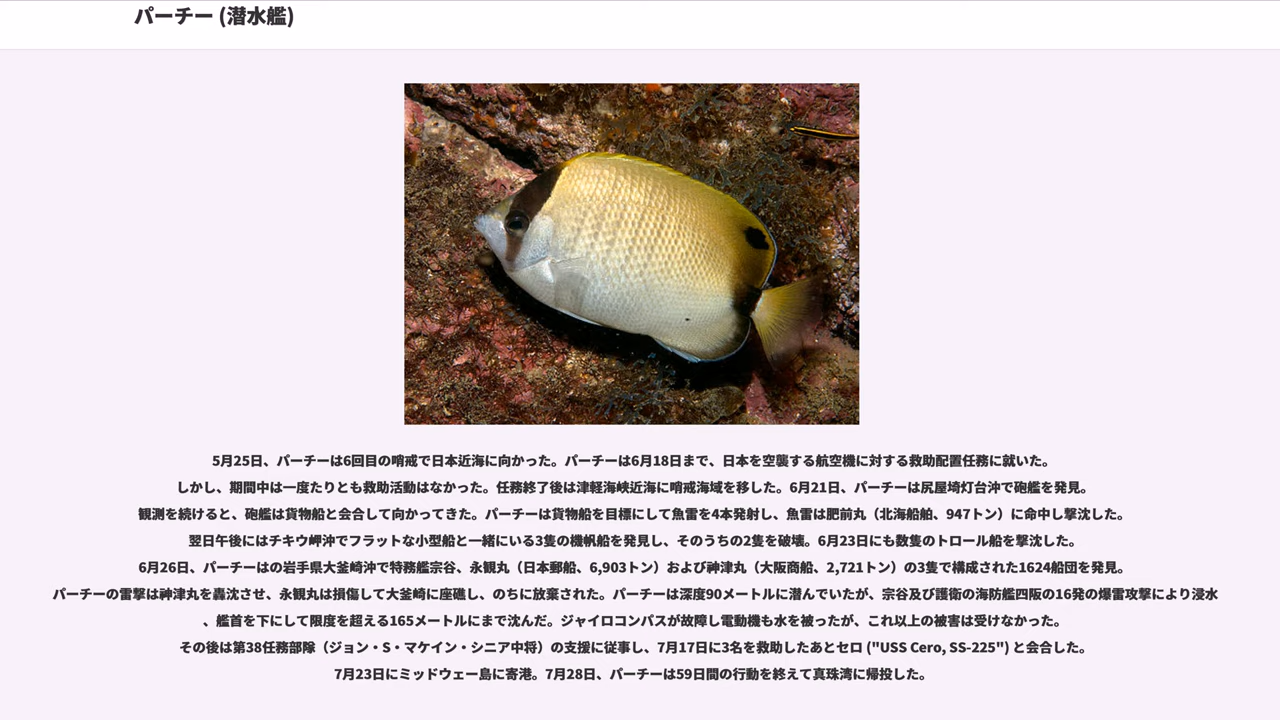 パーチー (潜水艦)
5月25日、パーチーは6回目の哨戒で日本近海に向かった。パーチーは6月18日まで、日本を空襲する航空機に対する救助配置任務に就いた。
しかし、期間中は一度たりとも救助活動はなかった。任務終了後は津軽海峡近海に哨戒海域を移した。6月21日、パーチーは尻屋埼灯台沖で砲艦を発見。
観測を続けると、砲艦は貨物船と会合して向かってきた。パーチーは貨物船を目標にして魚雷を4本発射し、魚雷は肥前丸（北海船舶、947トン）に命中し撃沈した。
翌日午後にはチキウ岬沖でフラットな小型船と一緒にいる3隻の機帆船を発見し、そのうちの2隻を破壊。6月23日にも数隻のトロール船を撃沈した。
6月26日、パーチーはの岩手県大釜崎沖で特務艦宗谷、永観丸（日本郵船、6,903トン）および神津丸（大阪商船、2,721トン）の3隻で構成された1624船団を発見。
パーチーの雷撃は神津丸を轟沈させ、永観丸は損傷して大釜崎に座礁し、のちに放棄された。パーチーは深度90メートルに潜んでいたが、宗谷及び護衛の海防艦四阪の16発の爆雷攻撃により浸水
、艦首を下にして限度を超える165メートルにまで沈んだ。ジャイロコンパスが故障し電動機も水を被ったが、これ以上の被害は受けなかった。
その後は第38任務部隊（ジョン・S・マケイン・シニア中将）の支援に従事し、7月17日に3名を救助したあとセロ ("USS Cero, SS-225") と会合した。
7月23日にミッドウェー島に寄港。7月28日、パーチーは59日間の行動を終えて真珠湾に帰投した。